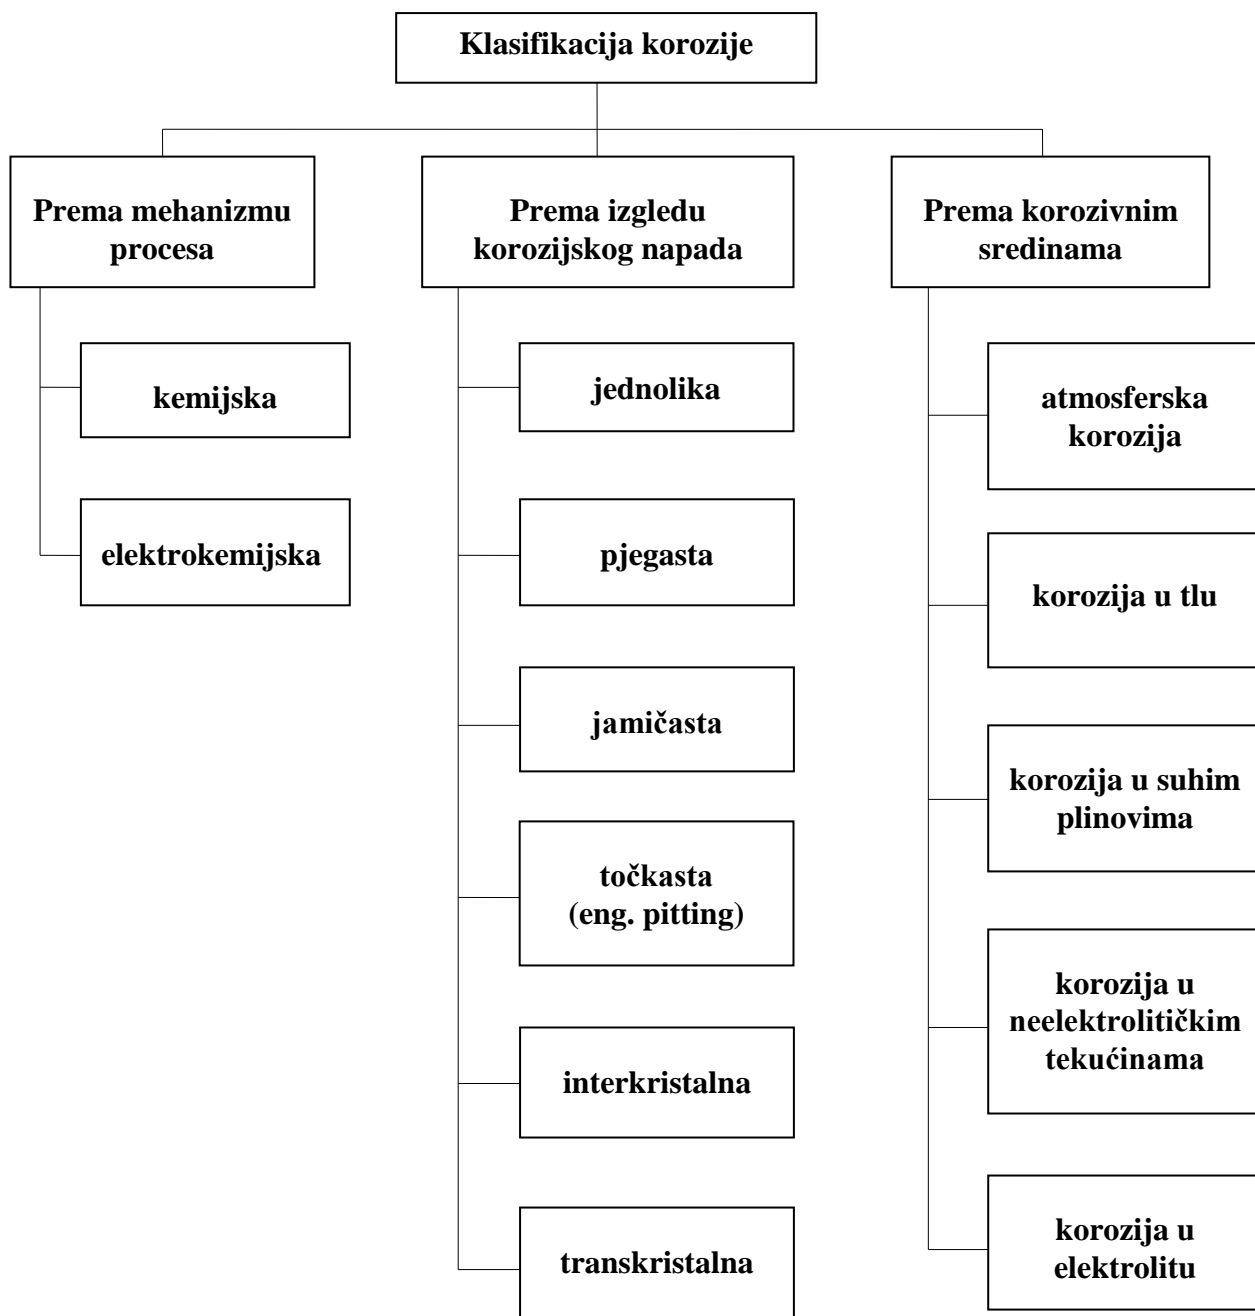 Klasifikacija korozije
Prema mehanizmu
procesa
kemijska
elektrokemijska
Prema izgledu
korozijskog napada
jednolika
pjegasta
jamičasta
točkasta
(eng. pitting)
interkristalna
transkristalna
Prema korozivnim
sredinama
atmosferska
korozija
korozija u tlu
korozija u suhim
plinovima
korozija u
neelektrolitičkim
tekućinama
korozija u
elektrolitu